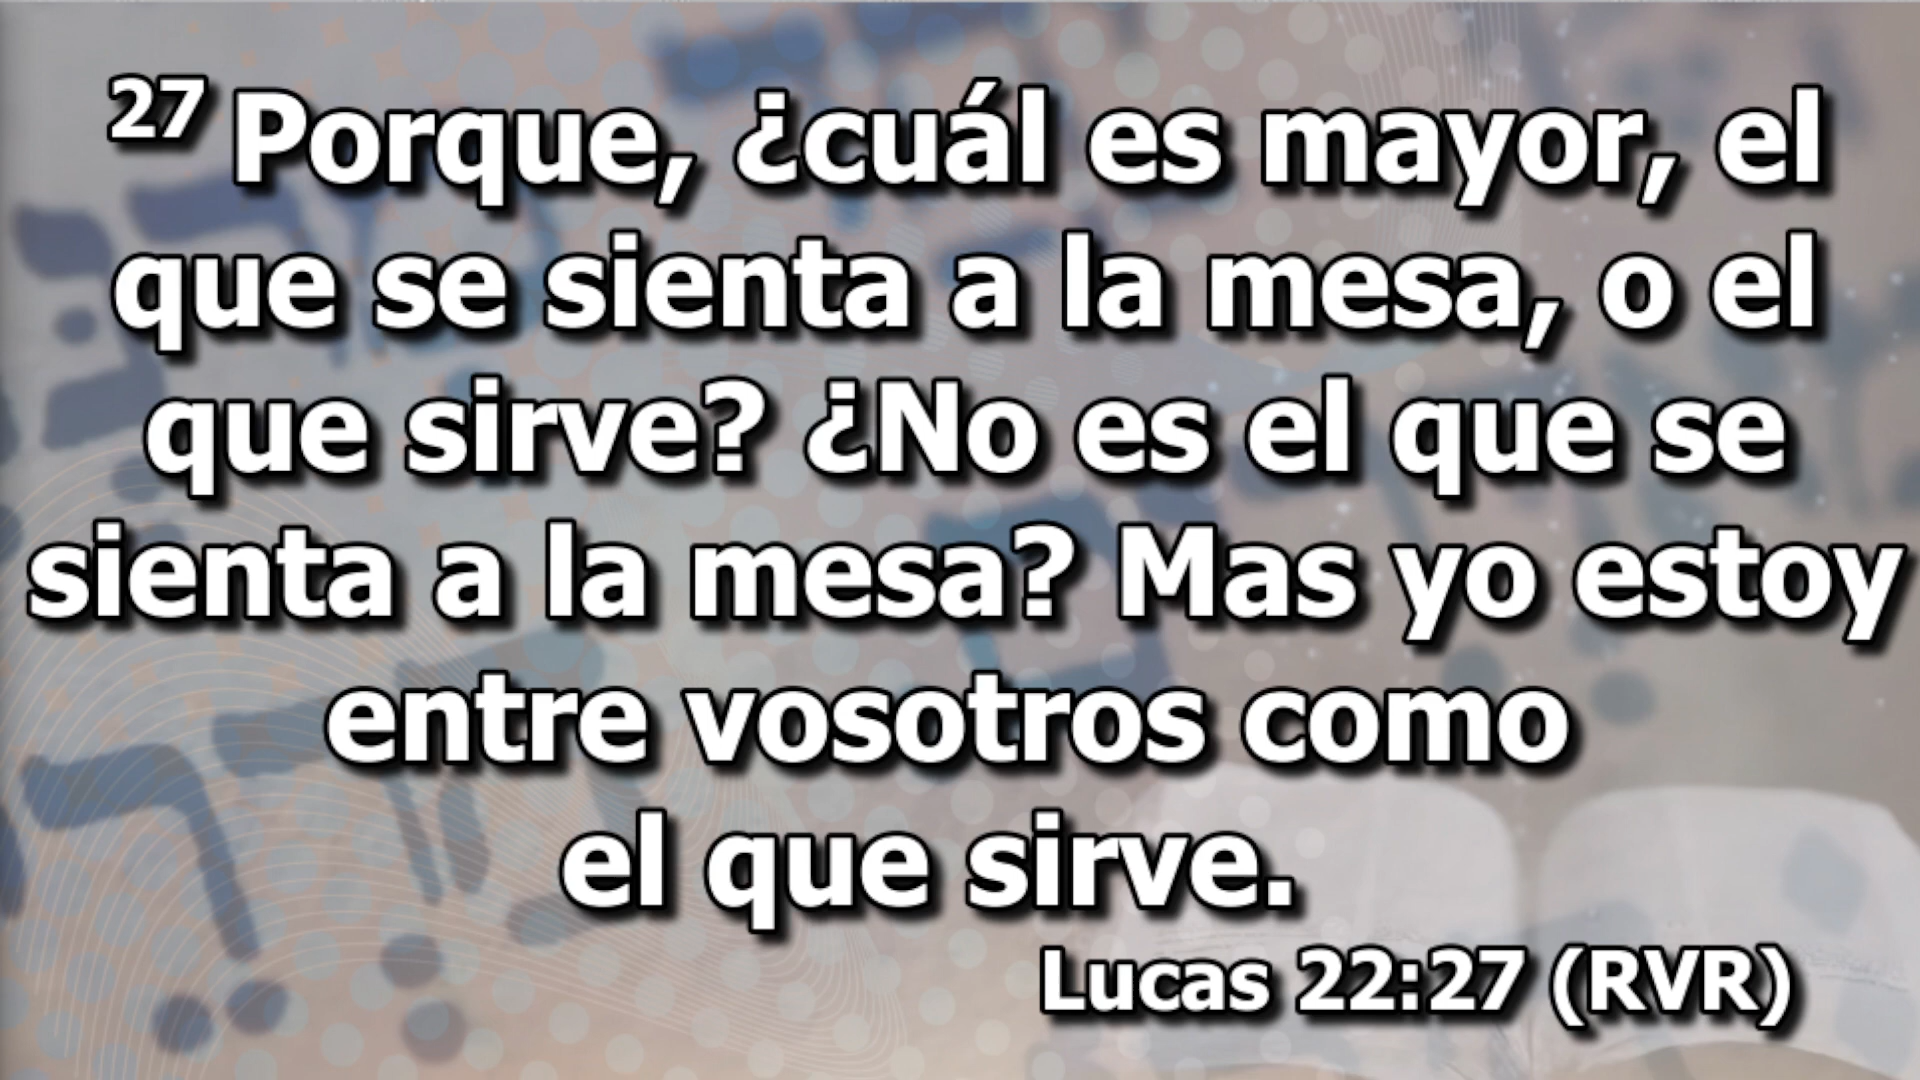 27 Porque, ¿cuál es mayor, el
que se sienta a la mesa, o el
que sirve? ¿No es el que se
sienta a la mesa? Mas yo estoy
entre vosotros como
el que sirve.
Lucas 22:27 (RVR)